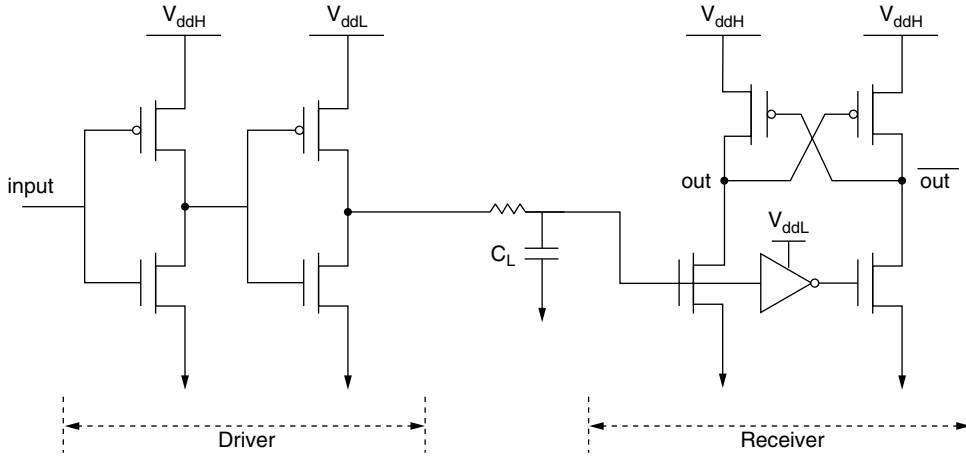 V_ddH
V_ddL
V_ddH
V_ddH
input
out
out
V_ddL
C_L
Driver
Receiver